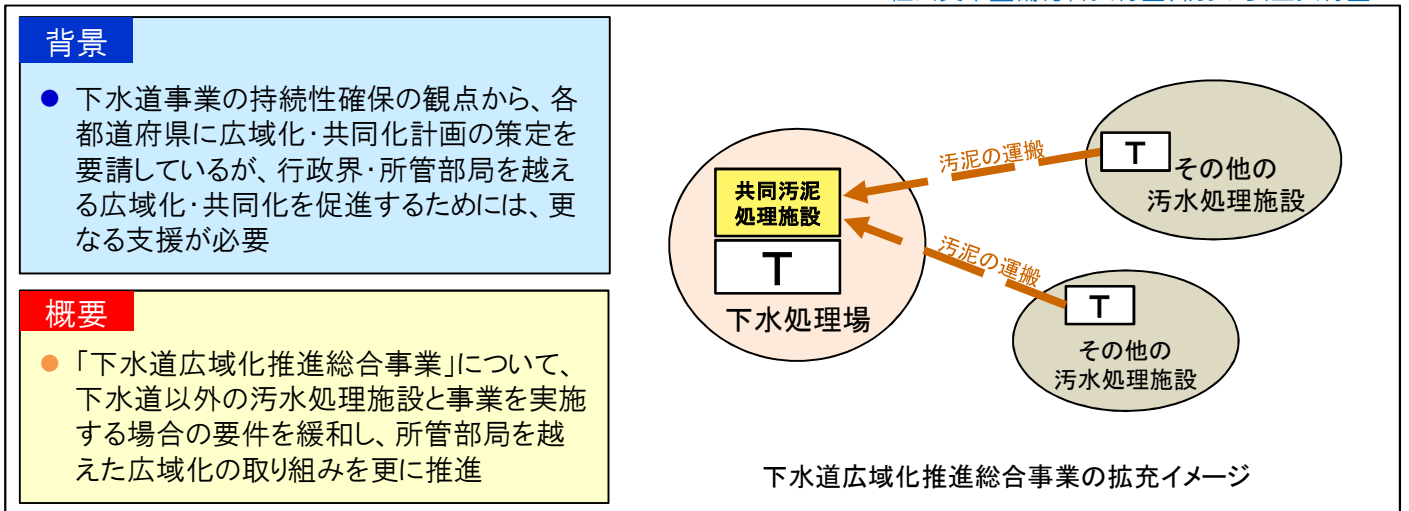 背景
● 下水道事業の持続性確保の観点から、各
都道府県に広域化・共同化計画の策定を
要請しているが、行政界・所管部局を越え
る広域化・共同化を促進するためには、更
なる支援が必要
概要
● 「下水道広域化推進総合事業」について、
下水道以外の汚水処理施設と事業を実施
する場合の要件を緩和し、所管部局を越
えた広域化の取り組みを更に推進
共同汚泥
処理施設
T
下水処理場
汚泥の運搬
T
その他の
汚水処理施設
汚泥の運搬
T
その他の
汚水処理施設
下水道広域化推進総合事業の拡充イメージ